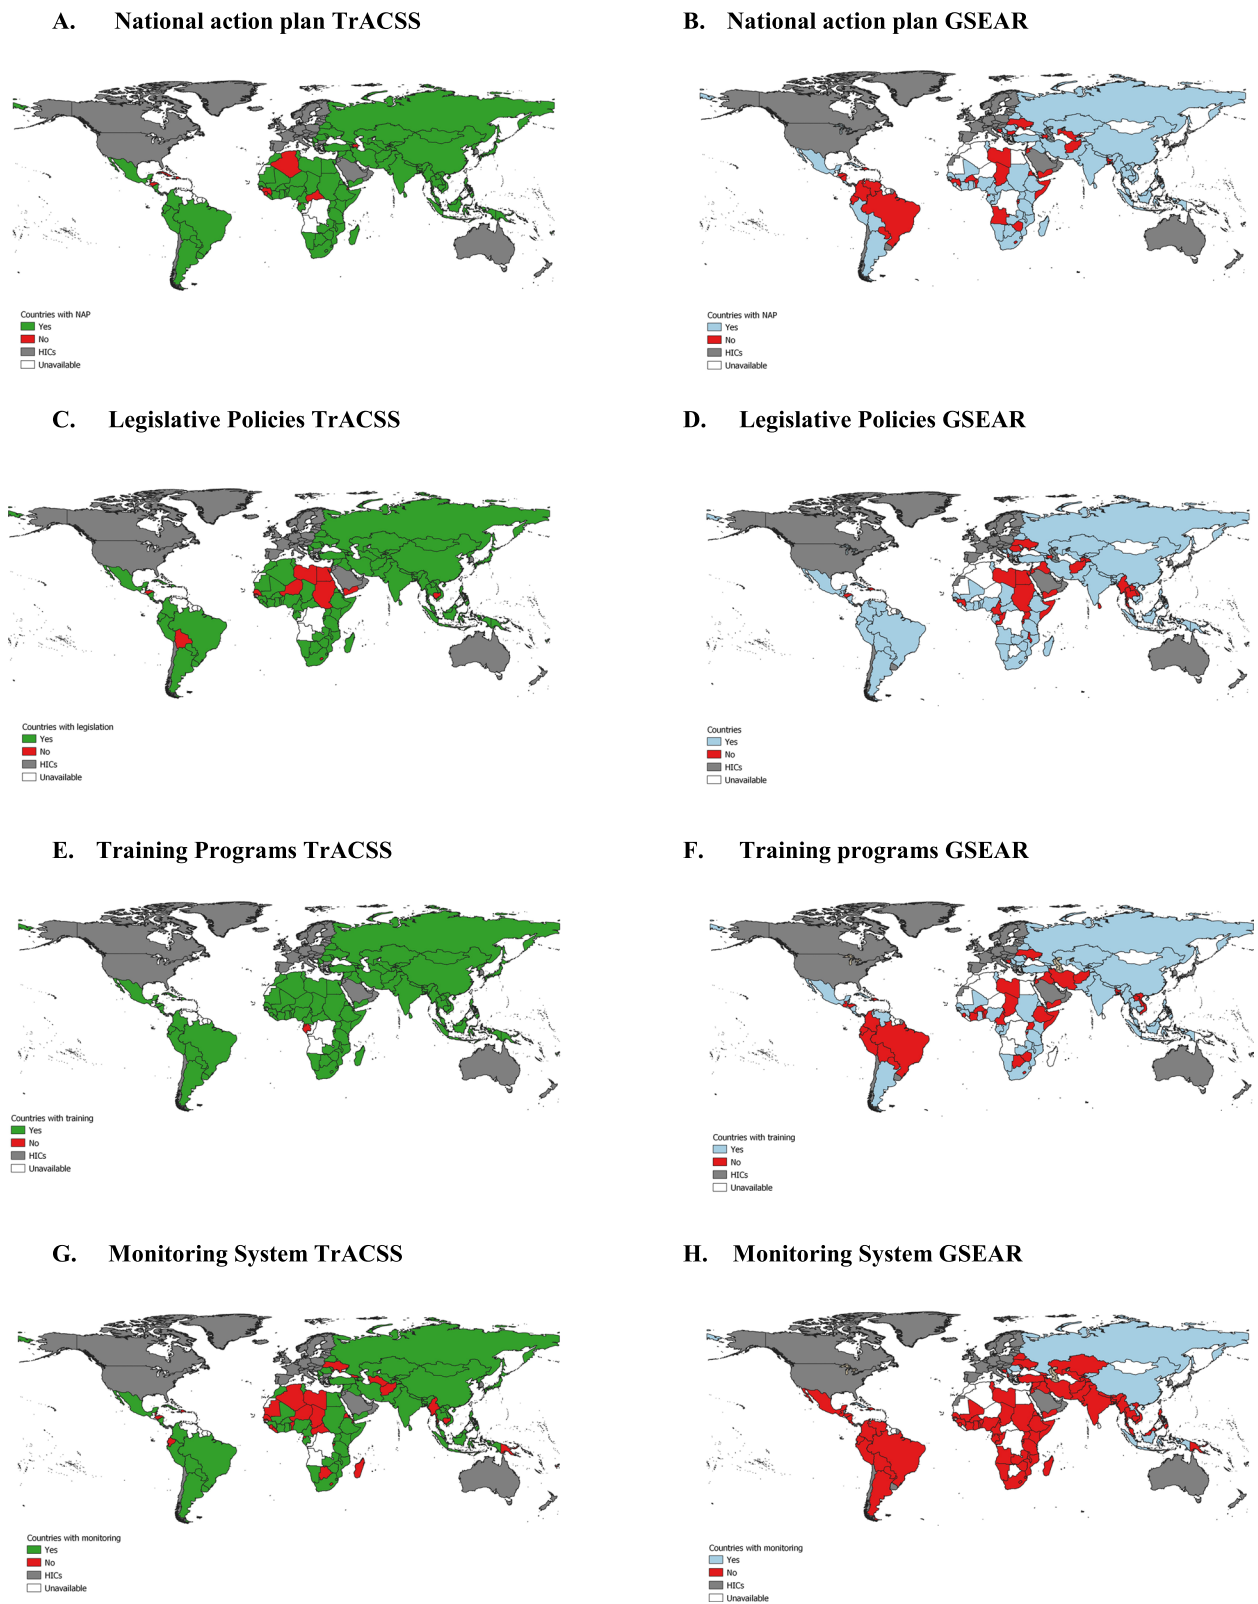 A. National action plan TrACSS
B. National action plan GSEAR
Countries with NAP
Yes
No
HICs
Unavailable
Countries with NAP
Yes
No
HICs
Unavailable
C. Legislative Policies TrACSS
D. Legislative Policies GSEAR
Countries with legislation
Yes
No
HICs
Unavailable
Countries
Yes
No
HICs
Unavailable
E. Training Programs TrACSS
F. Training programs GSEAR
Countries with training
Yes
No
HICs
Unavailable
Countries with training
Yes
No
HICs
Unavailable
G. Monitoring System TrACSS
H. Monitoring System GSEAR
Countries with monitoring
Yes
No
HICs
Unavailable
Countries with monitoring
Yes
No
HICs
Unavailable